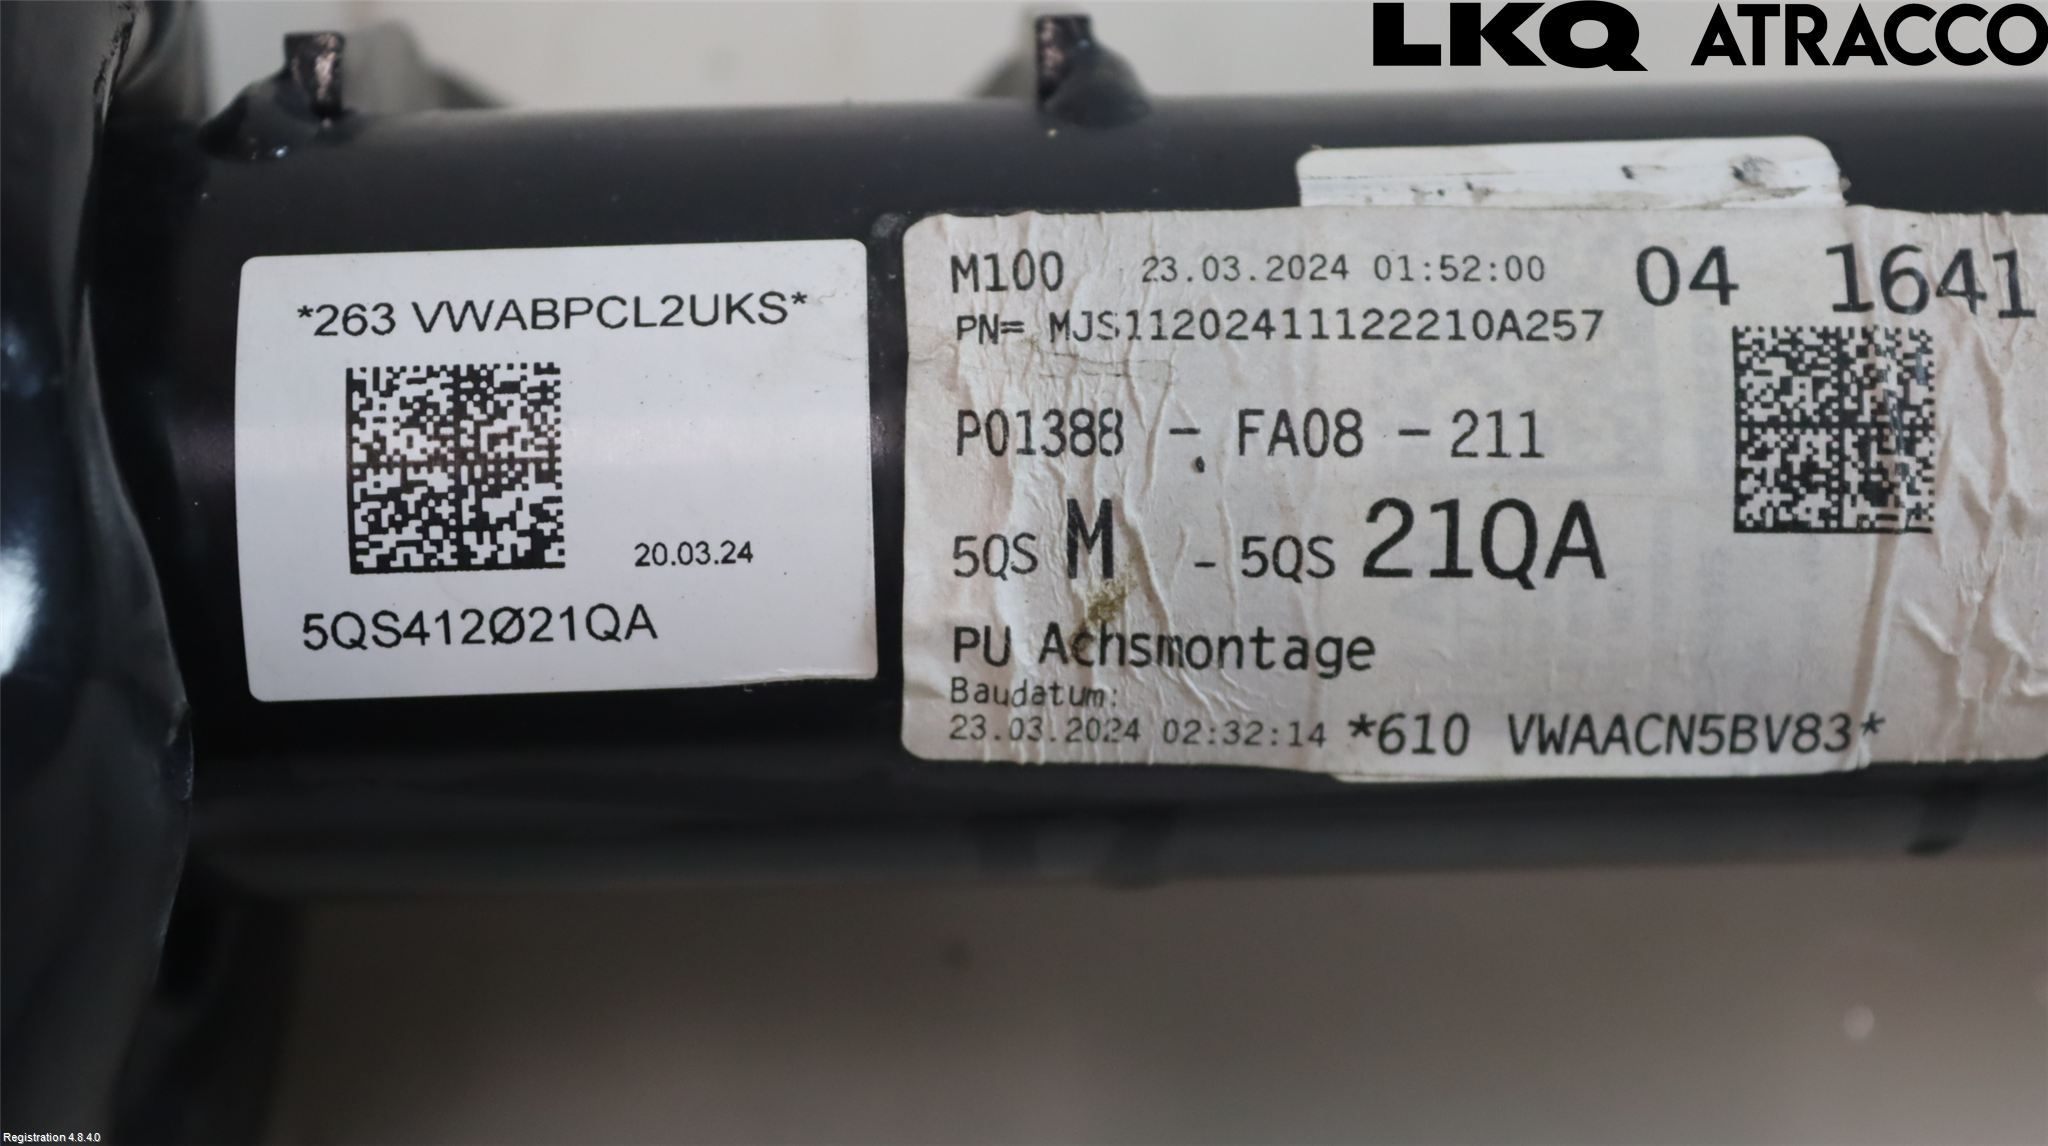 LKQ ATRACCO
*263 VWABPCL2UKS*
20.03.24
5QS412Ø21QA
M100 23.03.2024 01:52:00 04 1641
PN= MJS11202411122210A257
P01388 - FA08 - 211
5QS M - 5QS 21QA
PU Achsmontage
Baudatum:
23.03.2024 02:32:14 *610 VWAACN5BV83*
Registration 4.8.4.0